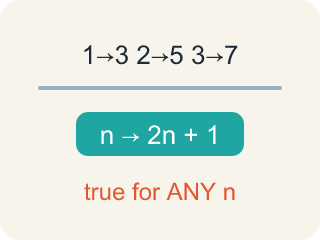 1→3 2→5 3→7
n → 2n + 1
true for ANY n